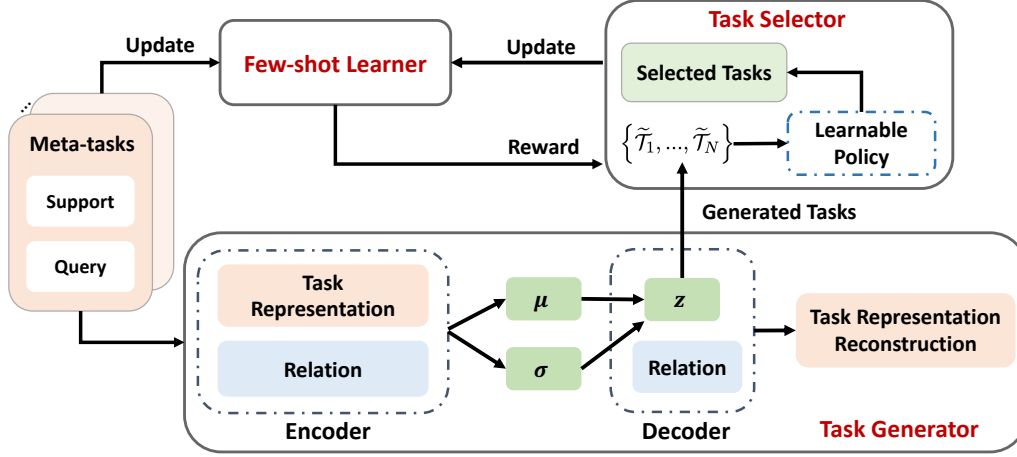 Task Selector
Update
Update
Few-shot Learner
Selected Tasks
Meta-tasks
Support
Query
Reward
{𝒯̃₁, ..., 𝒯̃_N}
Learnable
Policy
Generated Tasks
Task
Representation
Relation
μ
σ
z
Relation
Task Representation
Reconstruction
Encoder
Decoder
Task Generator